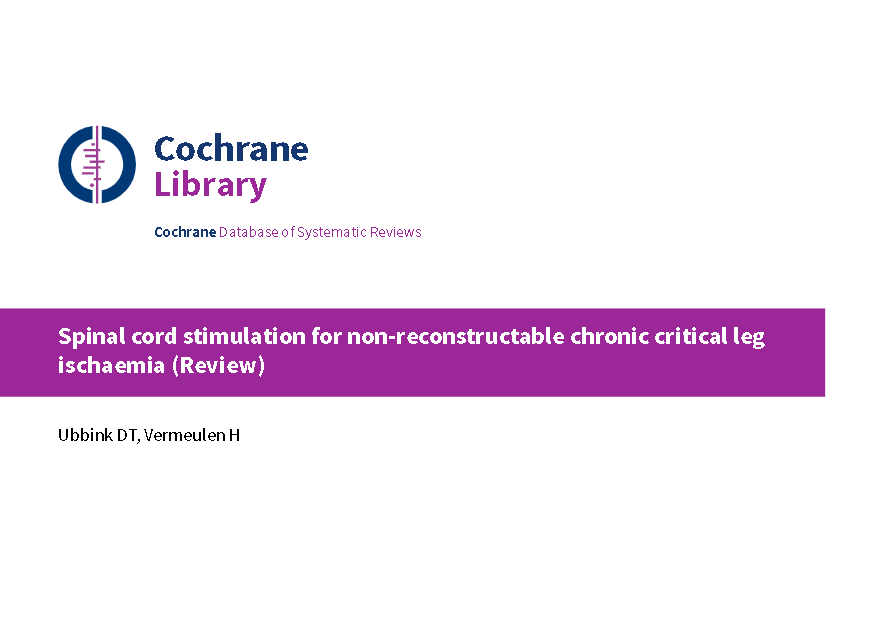 Cochrane
Library
Cochrane Database of Systematic Reviews
Spinal cord stimulation for non-reconstructable chronic critical leg
ischaemia (Review)
Ubbink DT, Vermeulen H